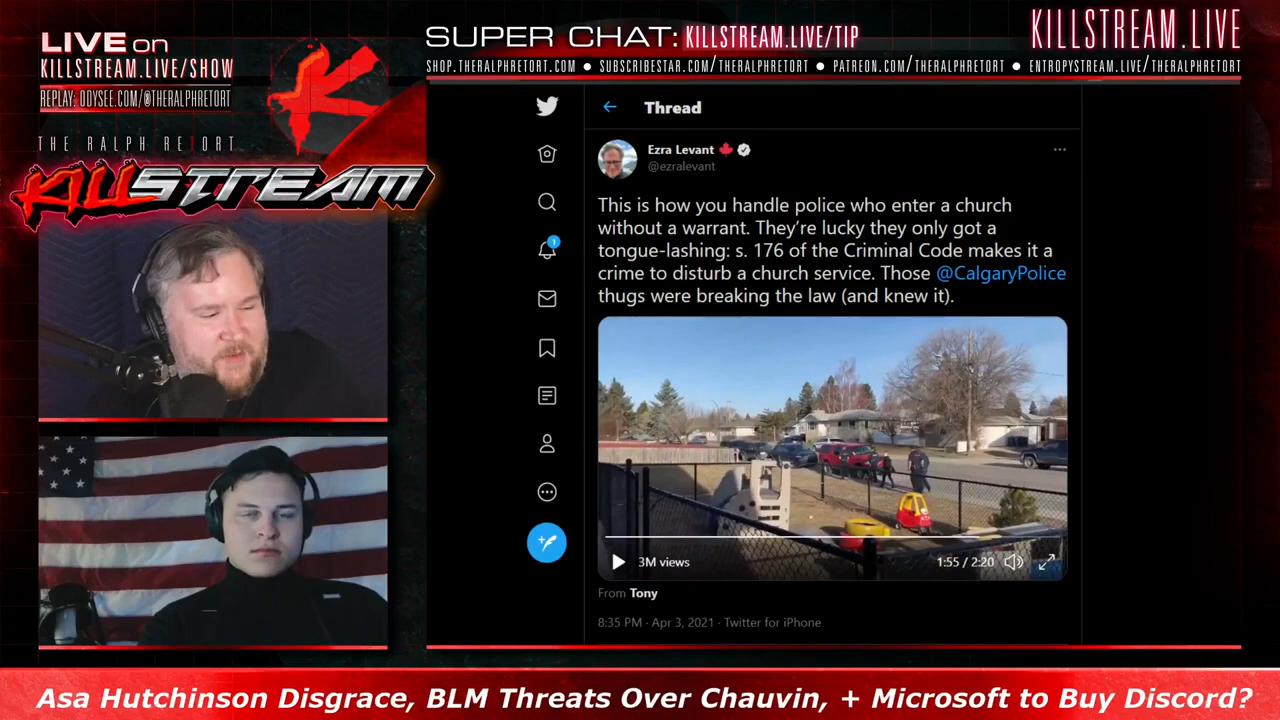 LIVE on
KILLSTREAM.LIVE/SHOW
REPLAY: ODYSEE.COM/@THERALPHRETORT
THE RALPH RETORT
KILLSTREAM
SUPER CHAT: KILLSTREAM.LIVE/TIP
KILLSTREAM.LIVE
SHOP.THERALPHRETORT.COM ● SUBSCRIBESTAR.COM/THERALPHRETORT ● PATREON.COM/THERALPHRETORT ● ENTROPYSTREAM.LIVE/THERALPHRETORT
Thread
Ezra Levant
@ezralevant
This is how you handle police who enter a church
without a warrant. They’re lucky they only got a
tongue-lashing: s. 176 of the Criminal Code makes it a
crime to disturb a church service. Those @CalgaryPolice
thugs were breaking the law (and knew it).
1
3M views
1:55 / 2:20
From Tony
8:35 PM · Apr 3, 2021 · Twitter for iPhone
Asa Hutchinson Disgrace, BLM Threats Over Chauvin, + Microsoft to Buy Discord?